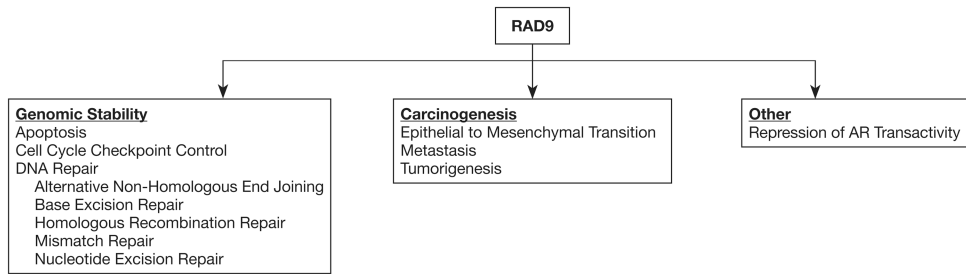 RAD9
Genomic Stability
Apoptosis
Cell Cycle Checkpoint Control
DNA Repair
Alternative Non-Homologous End Joining
Base Excision Repair
Homologous Recombination Repair
Mismatch Repair
Nucleotide Excision Repair
Carcinogenesis
Epithelial to Mesenchymal Transition
Metastasis
Tumorigenesis
Other
Repression of AR Transactivity